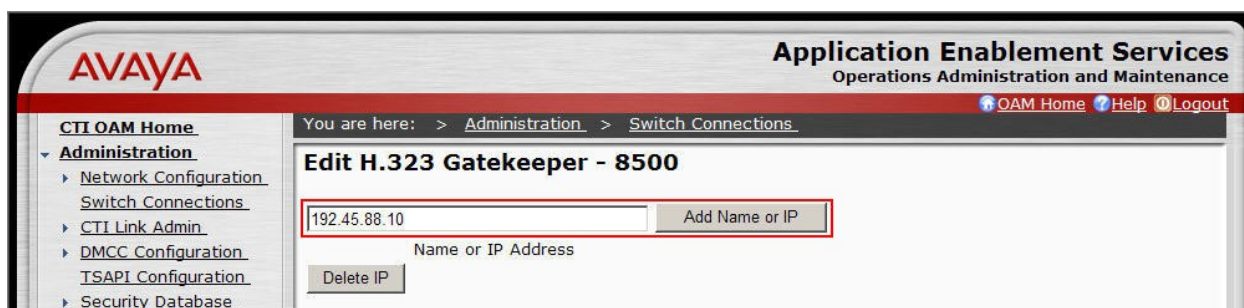 AVAYA
Application Enablement Services
Operations Administration and Maintenance
OAM Home Help Logout
CTI OAM Home
Administration
Network Configuration
Switch Connections
CTI Link Admin
DMCC Configuration
TSAPI Configuration
Security Database
You are here: > Administration > Switch Connections
Edit H.323 Gatekeeper - 8500
192.45.88.10 Add Name or IP
Name or IP Address
Delete IP